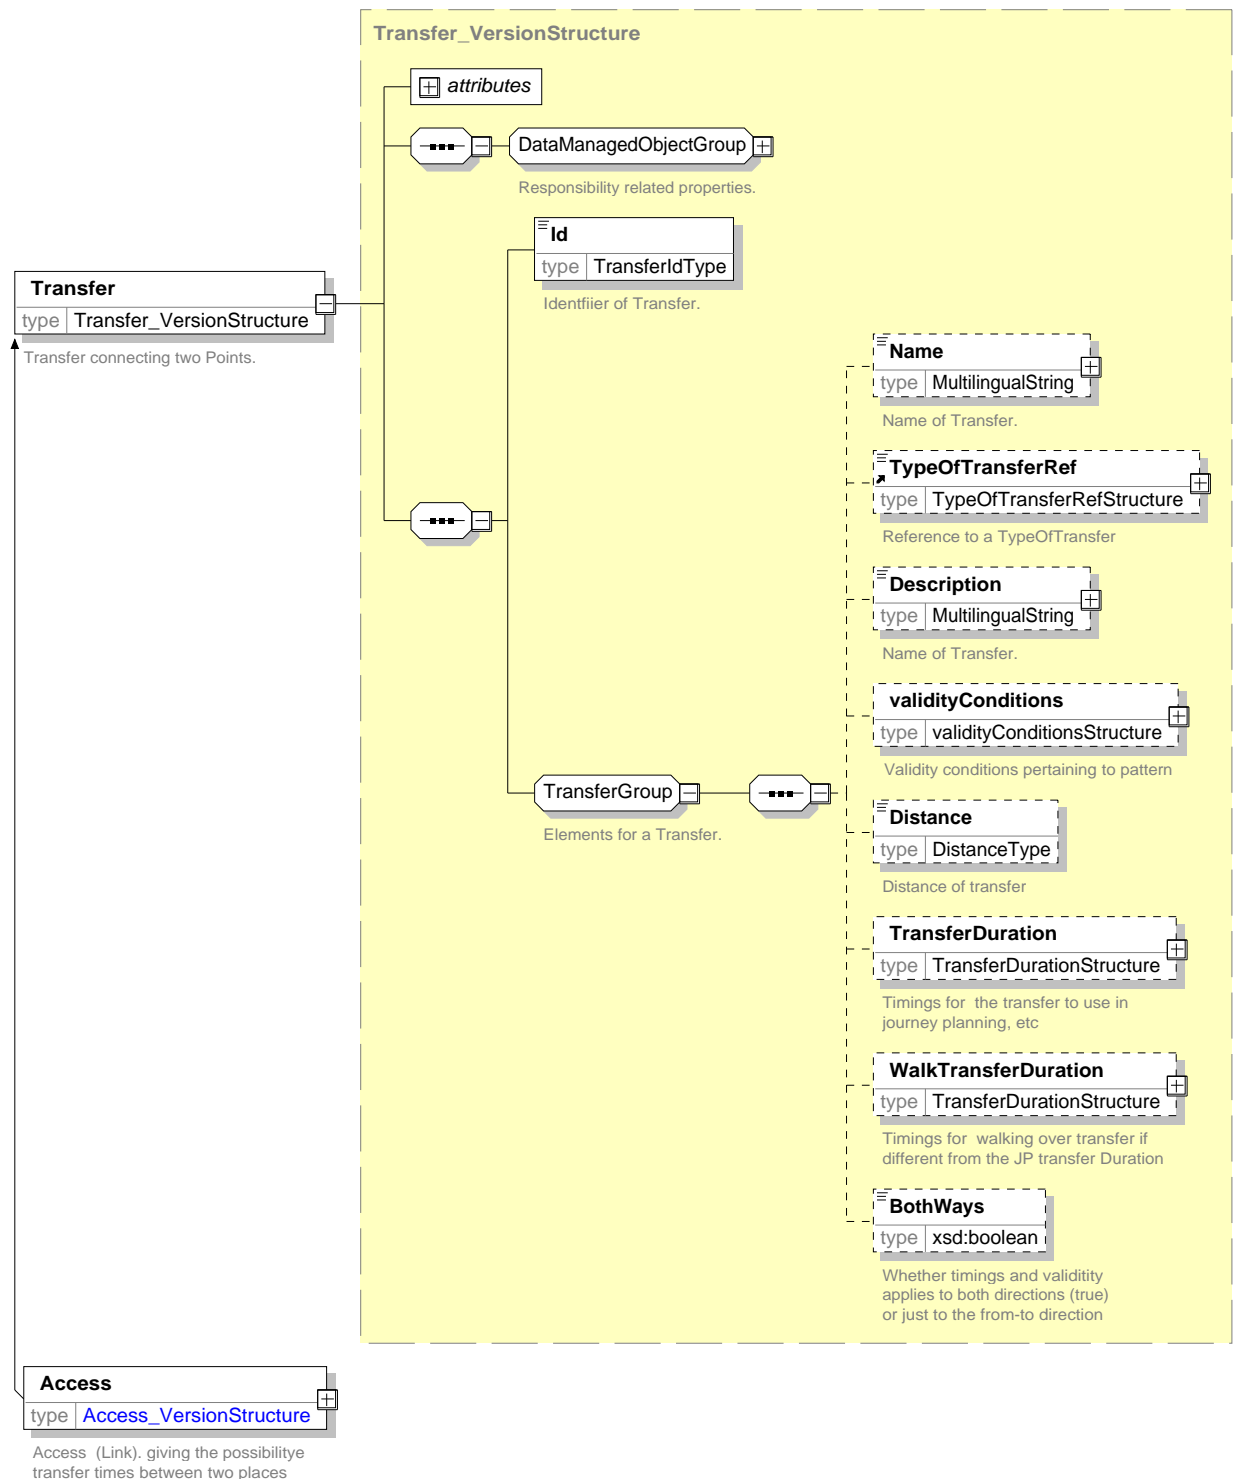 Transfer_VersionStructure
attributes
DataManagedObjectGroup
Responsibility related properties.
Id
type TransferIdType
Identfiier of Transfer.
Transfer
type Transfer_VersionStructure
Transfer connecting two Points.
Name
type MultilingualString
Name of Transfer.
TypeOfTransferRef
type TypeOfTransferRefStructure
Reference to a TypeOfTransfer
Description
type MultilingualString
Name of Transfer.
validityConditions
type validityConditionsStructure
Validity conditions pertaining to pattern
TransferGroup
Elements for a Transfer.
Distance
type DistanceType
Distance of transfer
TransferDuration
type TransferDurationStructure
Timings for  the transfer to use in
journey planning, etc
WalkTransferDuration
type TransferDurationStructure
Timings for  walking over transfer if
different from the JP transfer Duration
BothWays
type xsd:boolean
Whether timings and validitity
applies to both directions (true)
or just to the from-to direction
Access
type Access_VersionStructure
Access  (Link). giving the possibilitye
transfer times between two places